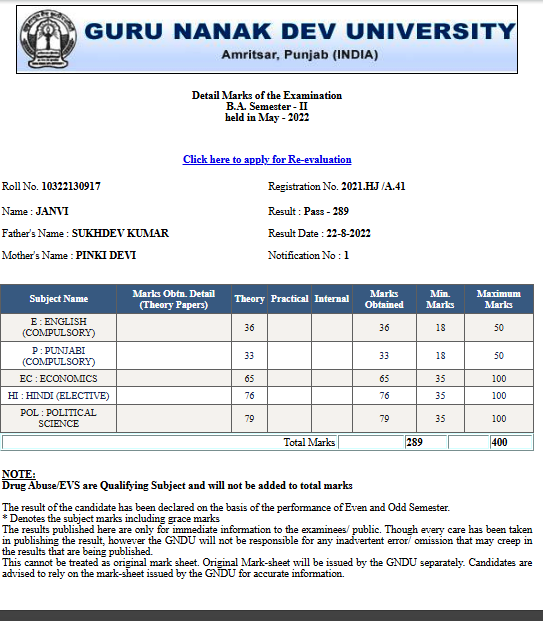 GURU NANAK DEV UNIVERSITY
Amritsar, Punjab (INDIA)
Detail Marks of the Examination
B.A. Semester - II
held in May - 2022
Click here to apply for Re-evaluation
Roll No. 10322130917 Registration No. 2021.HJ /A.41
Name : JANVI Result : Pass - 289
Father's Name : SUKHDEV KUMAR Result Date : 22-8-2022
Mother's Name : PINKI DEVI Notification No : 1
Subject Name Marks Obtn. Detail (Theory Papers) Theory Practical Internal Marks Obtained Min. Marks Maximum Marks
E : ENGLISH (COMPULSORY) 36 36 18 50
P : PUNJABI (COMPULSORY) 33 33 18 50
EC : ECONOMICS 65 65 35 100
HI : HINDI (ELECTIVE) 76 76 35 100
POL : POLITICAL SCIENCE 79 79 35 100
Total Marks 289 400
NOTE:
Drug Abuse/EVS are Qualifying Subject and will not be added to total marks
The result of the candidate has been declared on the basis of the performance of Even and Odd Semester.
* Denotes the subject marks including grace marks
The results published here are only for immediate information to the examinees/ public. Though every care has been taken
in publishing the result, however the GNDU will not be responsible for any inadvertent error/ omission that may creep in
the results that are being published.
This cannot be treated as original mark sheet. Original Mark-sheet will be issued by the GNDU separately. Candidates are
advised to rely on the mark-sheet issued by the GNDU for accurate information.